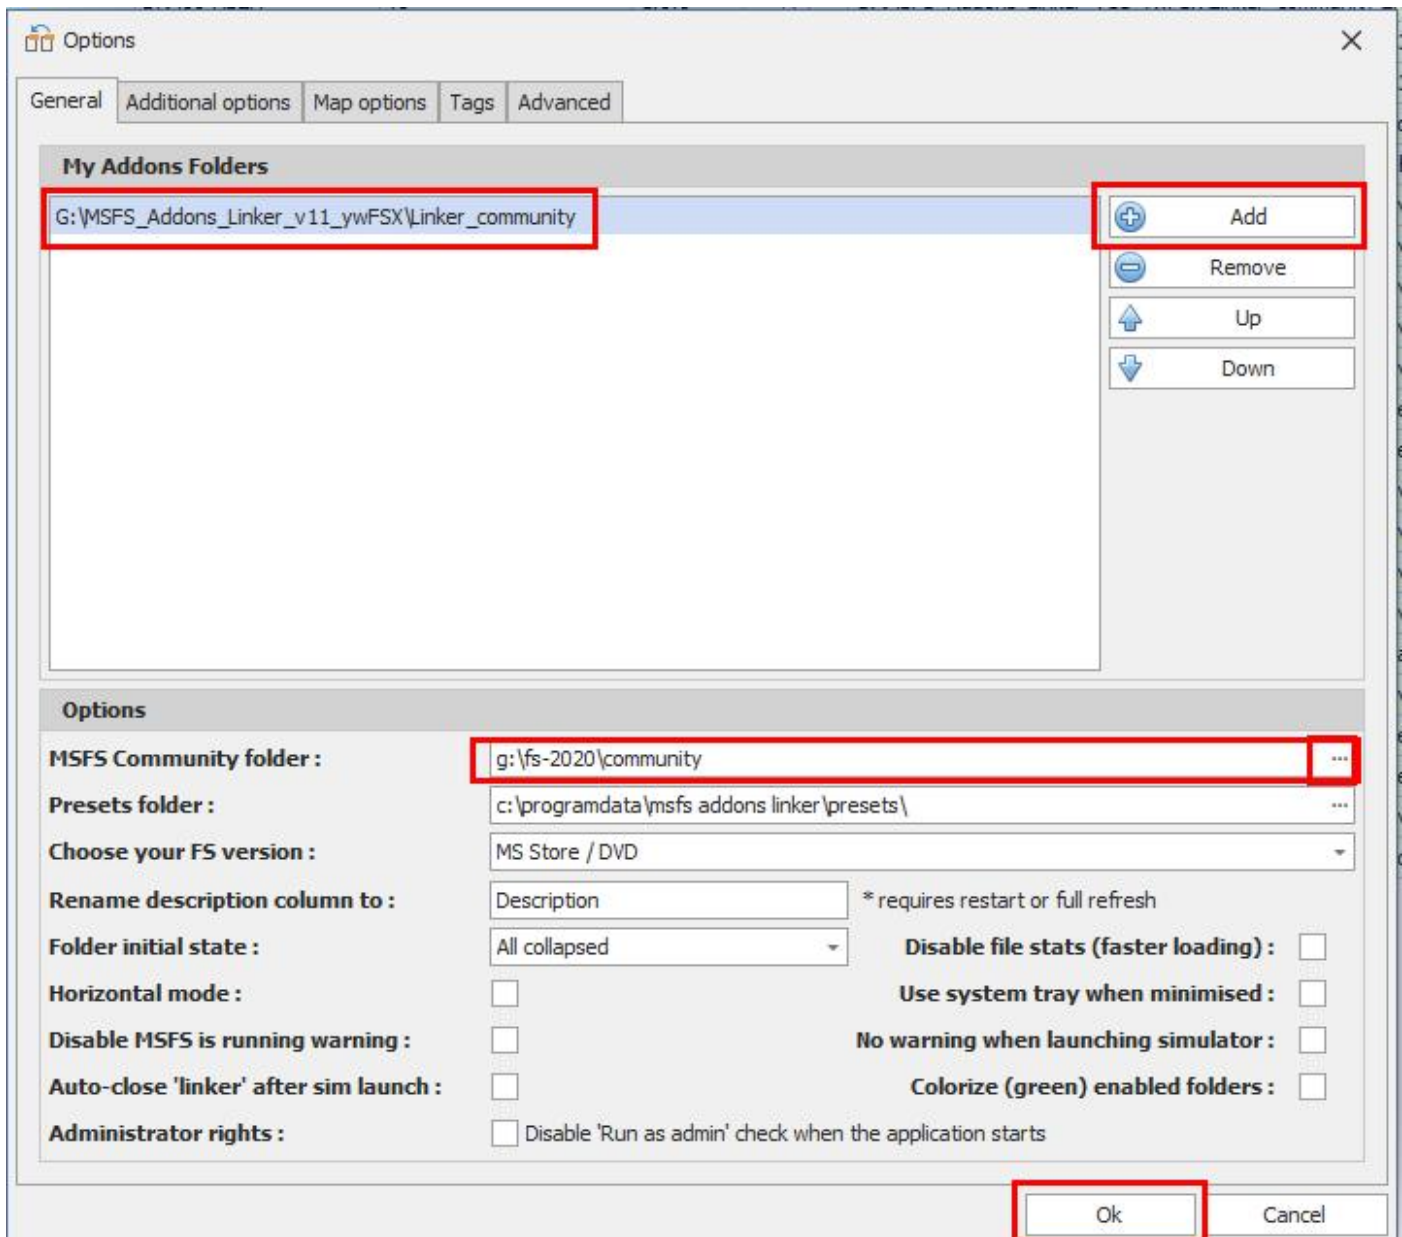 Options
General Additional options Map options Tags Advanced
My Addons Folders
G:\MSFS_Addons_Linker_v11_ywFSX\Linker_community
Add
Remove
Up
Down
Options
MSFS Community folder : g:\fs-2020\community ...
Presets folder : c:\programdata\msfs addons linker\presets\ ...
Choose your FS version : MS Store / DVD
Rename description column to : Description * requires restart or full refresh
Folder initial state : All collapsed Disable file stats (faster loading) :
Horizontal mode : Use system tray when minimised :
Disable MSFS is running warning : No warning when launching simulator :
Auto-close 'linker' after sim launch : Colorize (green) enabled folders :
Administrator rights : Disable 'Run as admin' check when the application starts
Ok Cancel